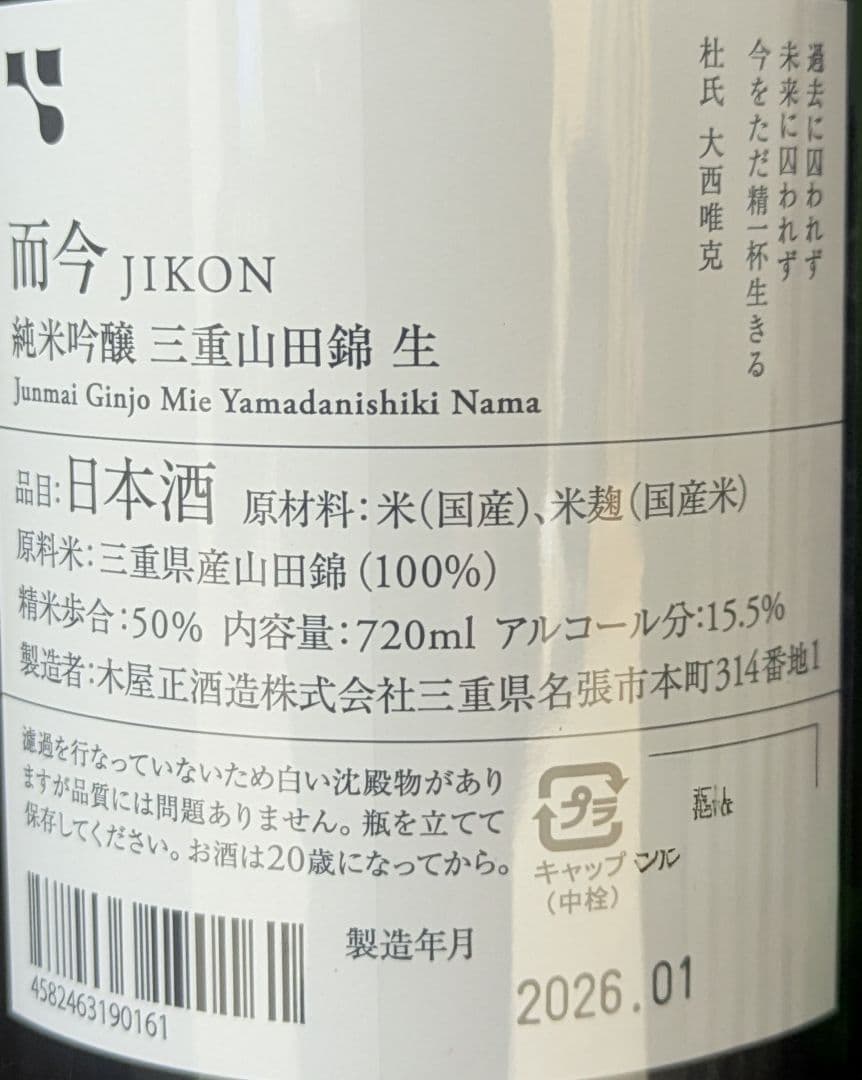 過去に囚われず
未来に囚われず
今をただ精一杯生きる
杜氏 大西唯克
而今 JIKON
純米吟醸 三重山田錦 生
Junmai Ginjo Mie Yamadanishiki Nama
品目:日本酒 原材料:米(国産)、米麹(国産米)
原料米:三重県産山田錦(100%)
精米歩合:50% 内容量:720ml アルコール分:15.5%
製造者:木屋正酒造株式会社三重県名張市本町314番地1
濾過を行なっていないため白い沈殿物があり
ますが品質には問題ありません。瓶を立てて
保存してください。お酒は20歳になってから。
プラ
キャップ
(中栓)
製造年月
2026.01
4582463190161